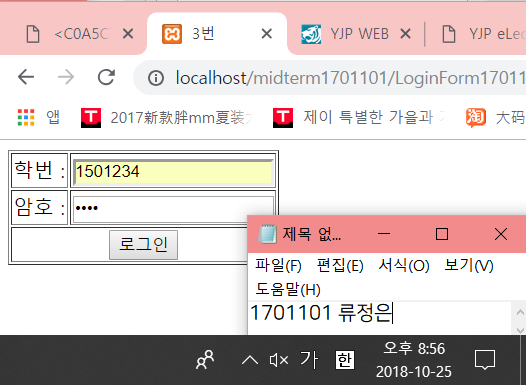 <C0A5C
3번
YJP WEB
YJP eLec
localhost/midterm1701101/LoginForm17011
앱
2017新款胖mm夏装
제이 특별한 가을과
大码
학번 :
1501234
암호 :
••••
로그인
제목 없...
파일(F) 편집(E) 서식(O) 보기(V)
도움말(H)
1701101 류정은
가
한
오후 8:56
2018-10-25